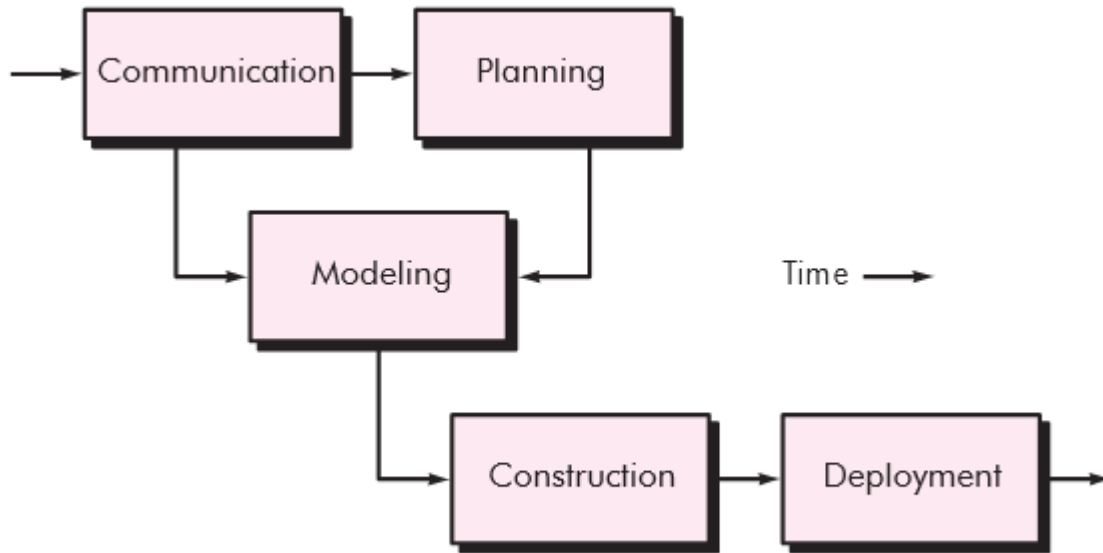 Communication
Planning
Modeling
Time
Construction
Deployment